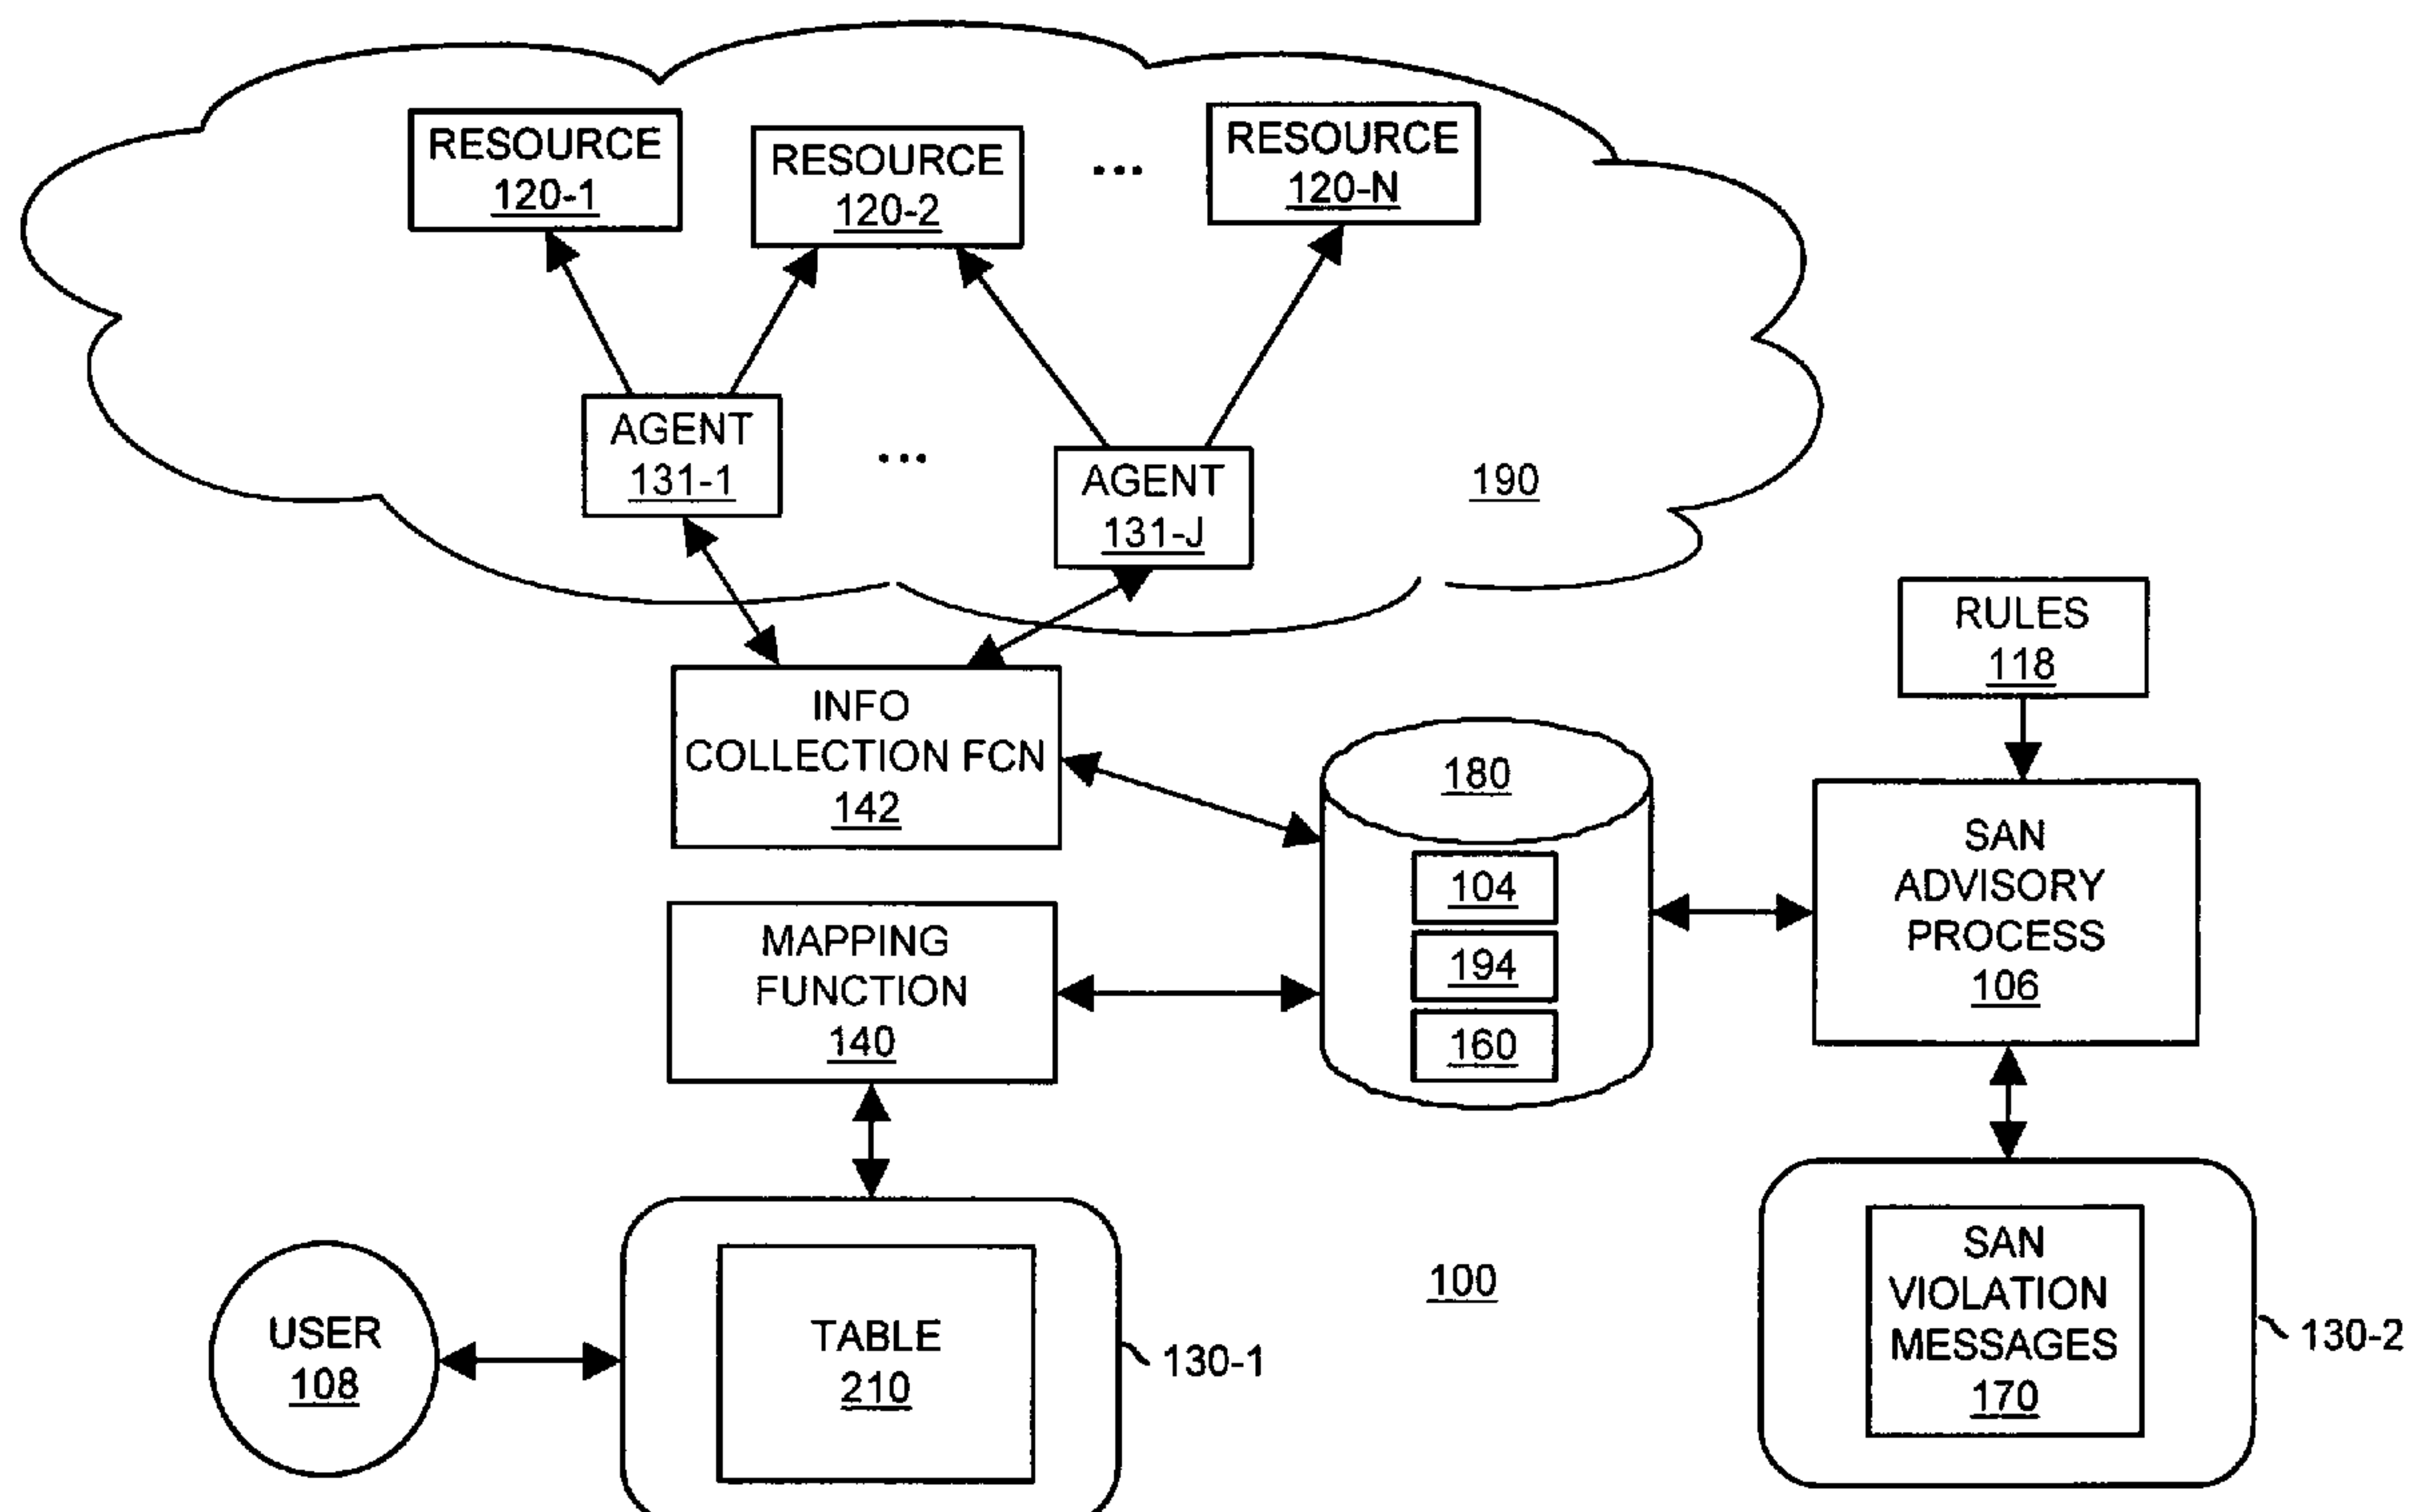 RESOURCE
120-1
RESOURCE
120-2
...
RESOURCE
120-N
AGENT
131-1
...
AGENT
131-J
190
INFO
COLLECTION FCN
142
RULES
118
180
104
194
160
SAN
ADVISORY
PROCESS
106
MAPPING
FUNCTION
140
USER
108
TABLE
210
130-1
100
SAN
VIOLATION
MESSAGES
170
130-2